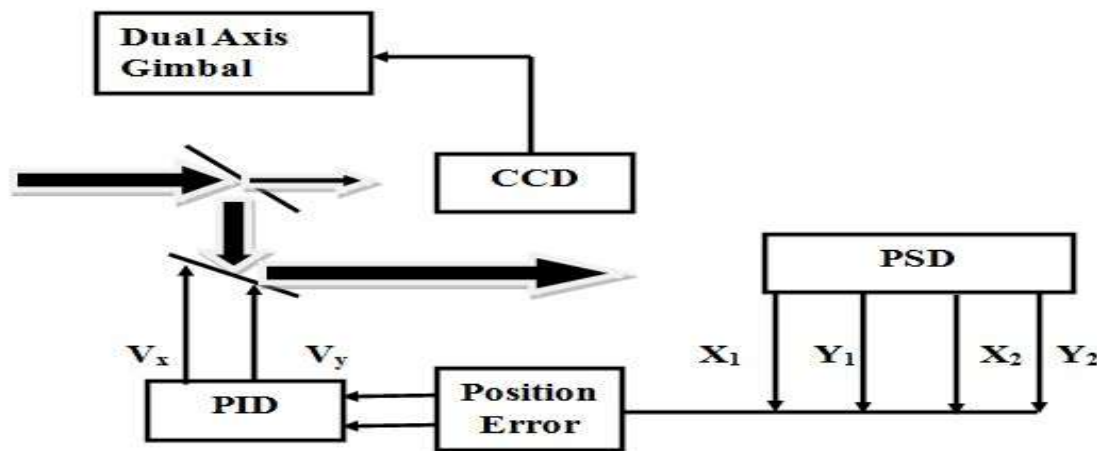 Dual Axis
Gimbal
CCD
PSD
Vx
Vy
X1
Y1
X2
Y2
PID
Position
Error